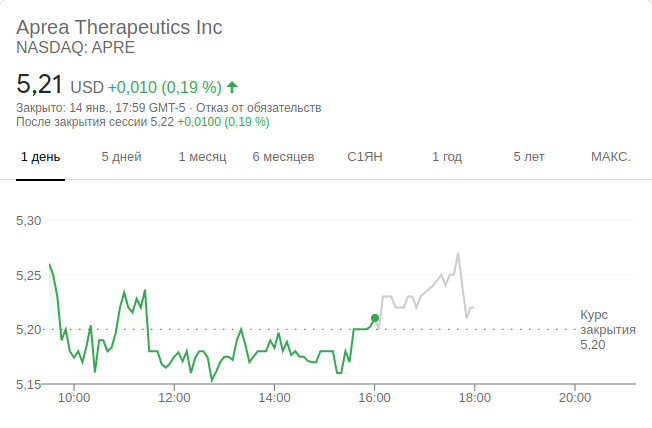 Aprea Therapeutics Inc
NASDAQ: APRE
5,21 USD +0,010 (0,19 %)
Закрыто: 14 янв., 17:59 GMT-5 · Отказ от обязательств
После закрытия сессии 5,22 +0,0100 (0,19 %)
1 день 5 дней 1 месяц 6 месяцев С1ЯН 1 год 5 лет МАКС.
5,30
5,25
5,20
5,15
Курс
закрытия
5,20
10:00 12:00 14:00 16:00 18:00 20:00